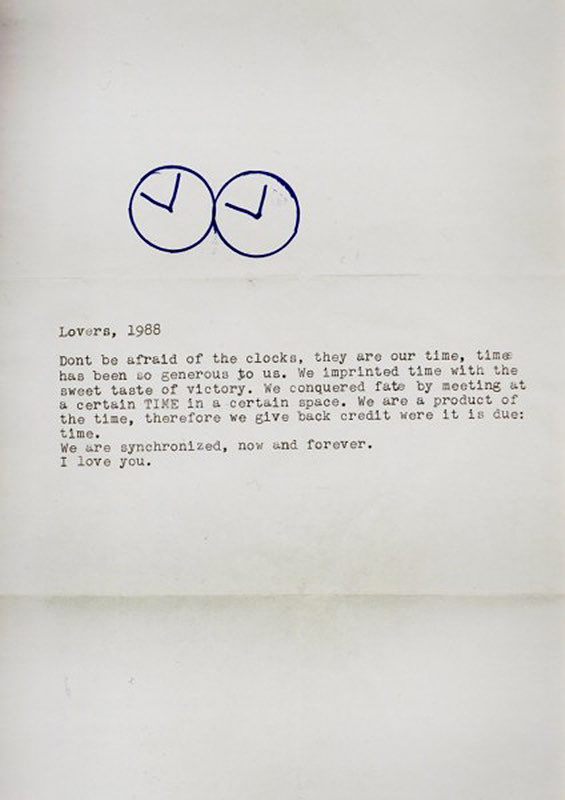 Lovers, 1988
Dont be afraid of the clocks, they are our time, time
has been so generous to us. We imprinted time with the
sweet taste of victory. We conquered fate by meeting at
a certain TIME in a certain space. We are a product of
the time, therefore we give back credit were it is due:
time.
We are synchronized, now and forever.
I love you.